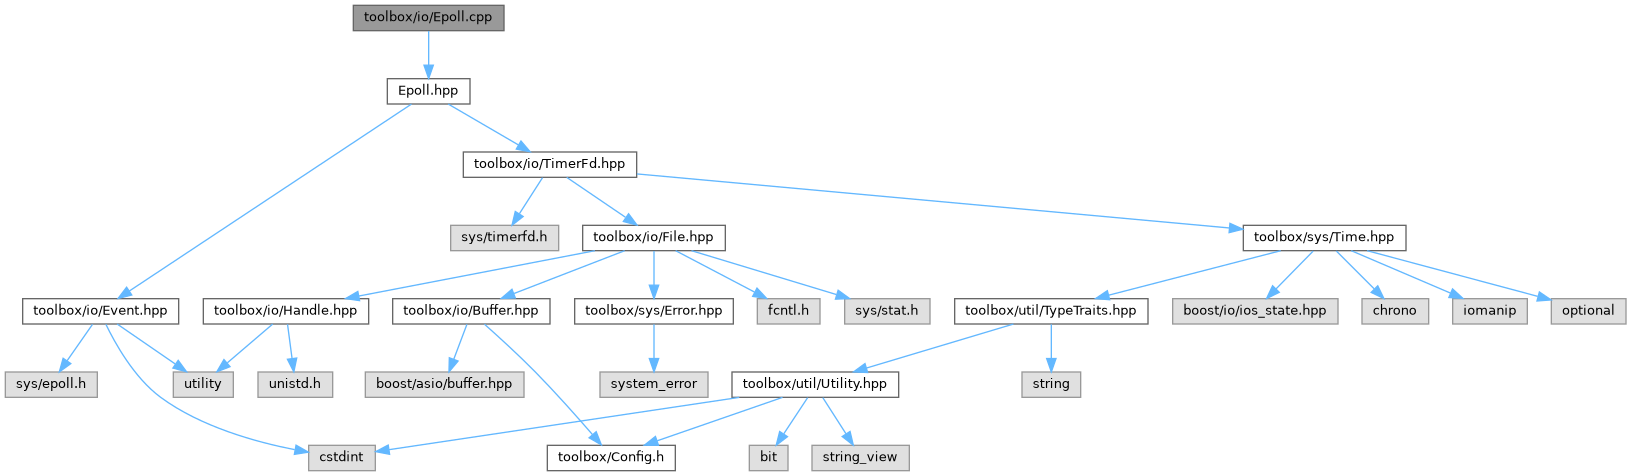 toolbox/io/Epoll.cpp
Epoll.hpp
toolbox/io/TimerFd.hpp
sys/timerfd.h
toolbox/io/File.hpp
toolbox/sys/Time.hpp
toolbox/io/Event.hpp
toolbox/io/Handle.hpp
toolbox/io/Buffer.hpp
toolbox/sys/Error.hpp
fcntl.h
sys/stat.h
toolbox/util/TypeTraits.hpp
boost/io/ios_state.hpp
chrono
iomanip
optional
sys/epoll.h
utility
unistd.h
boost/asio/buffer.hpp
system_error
toolbox/util/Utility.hpp
string
cstdint
toolbox/Config.h
bit
string_view